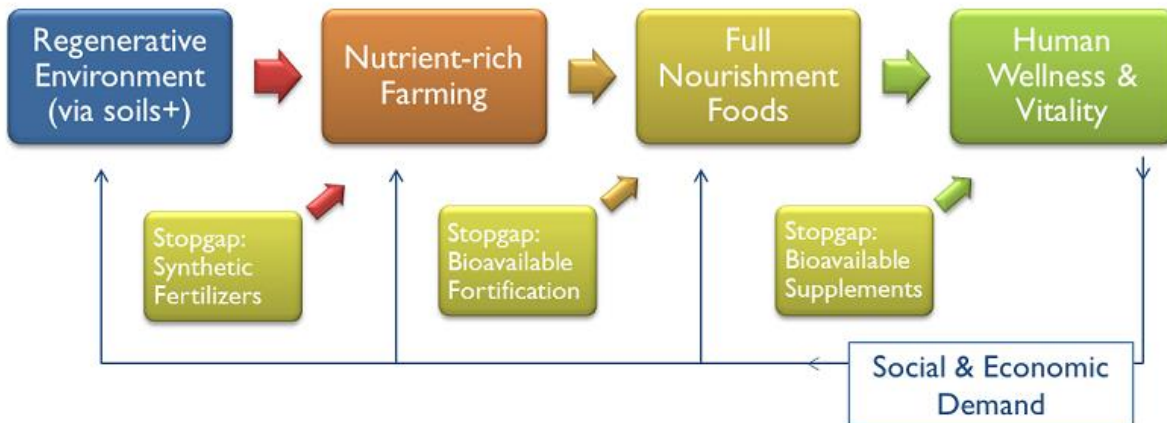 Regenerative
Environment
(via soils+)
Nutrient-rich
Farming
Full
Nourishment
Foods
Human
Wellness &
Vitality
Stopgap:
Synthetic
Fertilizers
Stopgap:
Bioavailable
Fortification
Stopgap:
Bioavailable
Supplements
Social & Economic
Demand